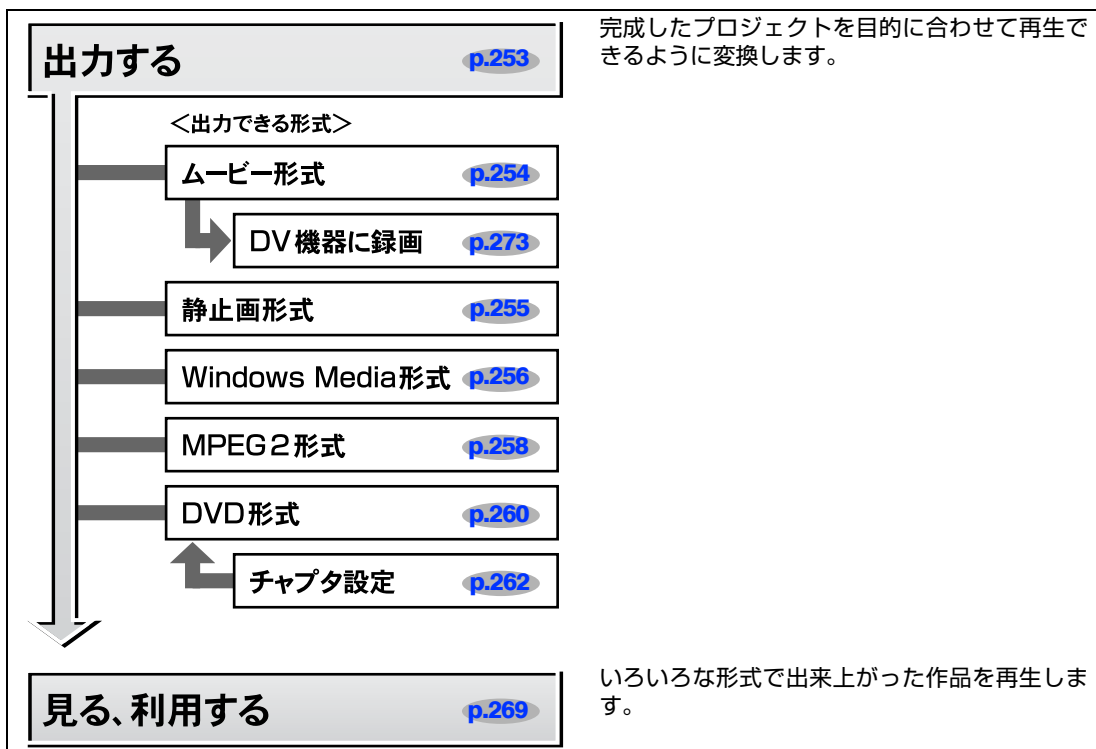 出力する p.253
完成したプロジェクトを目的に合わせて再生で
きるように変換します。
＜出力できる形式＞
ムービー形式 p.254
DV機器に録画 p.273
静止画形式 p.255
Windows Media形式 p.256
MPEG2形式 p.258
DVD形式 p.260
チャプタ設定 p.262
見る、利用する p.269
いろいろな形式で出来上がった作品を再生しま
す。